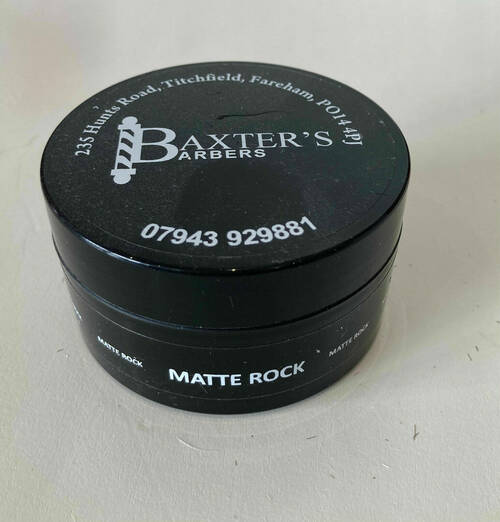 235 Hunts Road, Titchfield, Fareham, PO14 4PJ
BAXTER'S
BARBERS
07943 929881
MATTE ROCK
MATTE ROCK
MATTE ROCK